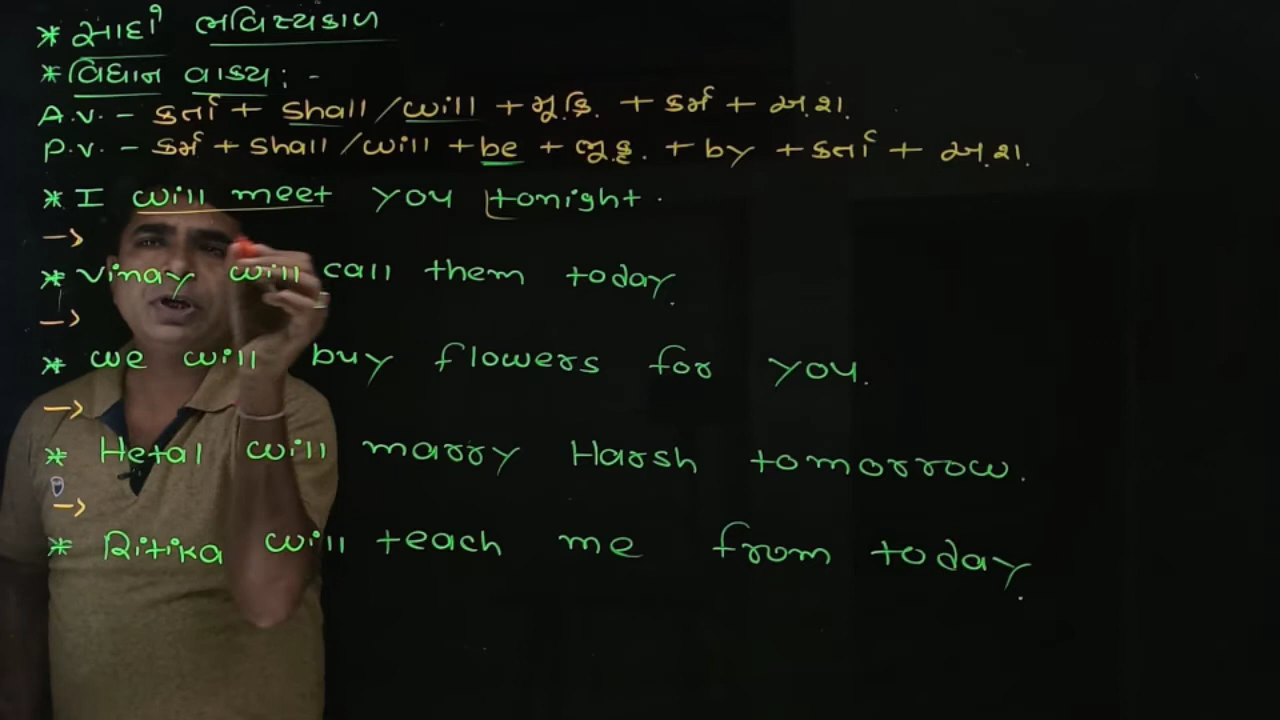 * સાદો ભવિષ્યકાળ
* વિધાન વાક્ય : -
A.V. - કર્તા + shall/will + મૂ.ક્રિ. + કર્મ + અ.શ.
P.V. - કર્મ + shall/will + be + ભૂ.કૃ. + by + કર્તા + અ.શ.
* I will meet you tonight.
→
* Vinay will call them today.
→
* we will buy flowers for you.
→
* Hetal will marry Harsh tomorrow.
→
* Ritika will teach me from today.